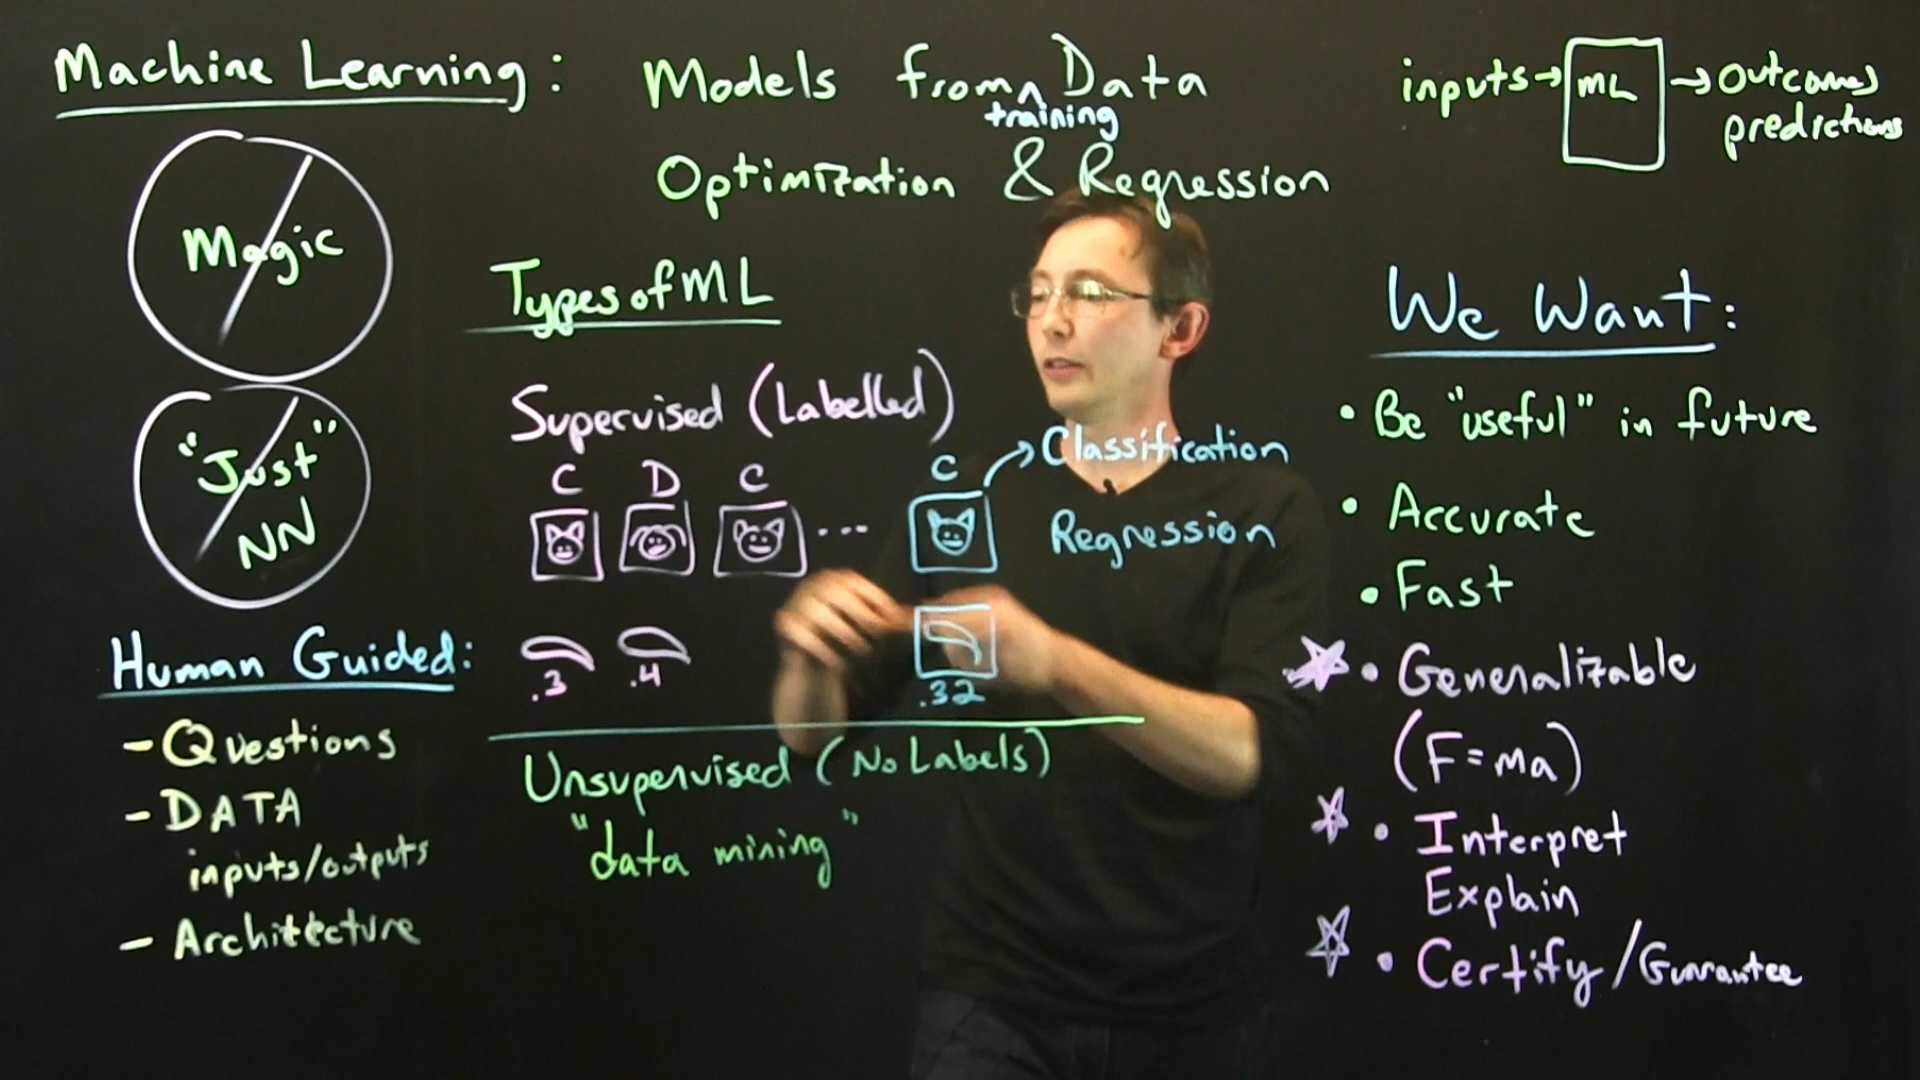 Machine Learning: Models from ^ Data
training
Optimization & Regression
inputs → ML → Outcomes
predictions
Magic
"Just"
NN
Human Guided:
- Questions
- DATA
inputs/outputs
- Architecture
Types of ML
Supervised (Labelled)
C D C ... C → Classification
Regression
.3 .4 .32
Unsupervised (No Labels)
"data mining"
We Want:
• Be "useful" in future
• Accurate
• Fast
• Generalizable
(F=ma)
• Interpret
Explain
• Certify/Guarantee